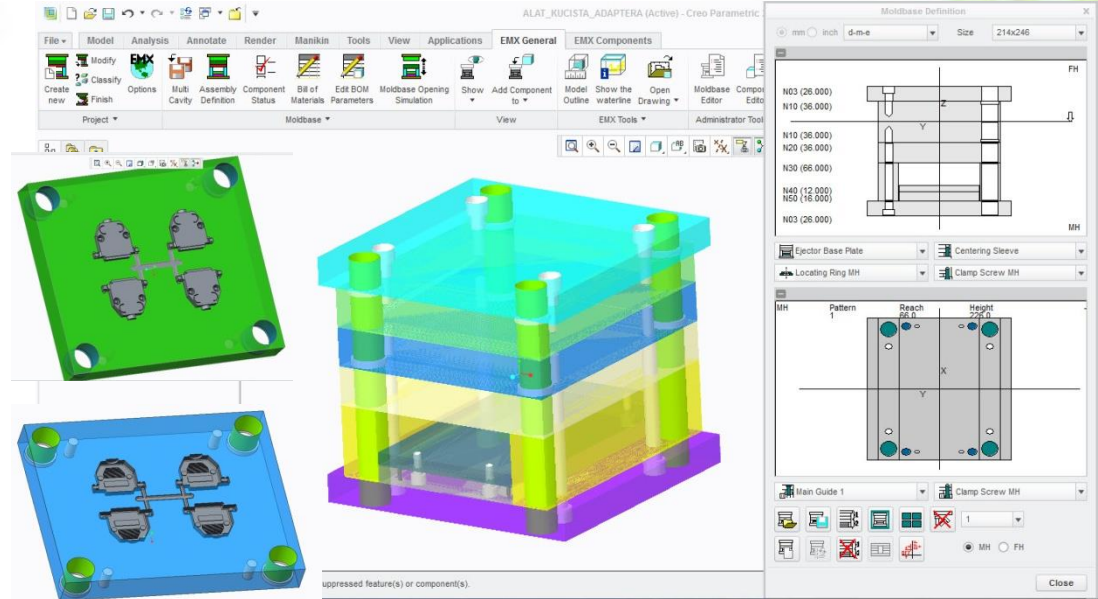 ALAT_KUCISTA_ADAPTERA (Active) - Creo Parametric
File Model Analysis Annotate Render Manikin Tools View Applications EMX General EMX Components
Create new
Modify
Classify
Finish
EMX
Options
Multi Cavity
Assembly Definition
Component Status
Bill of Materials
Edit BOM Parameters
Moldbase Opening Simulation
Show
Add Component to
Model Outline
Show the waterline
Open Drawing
Moldbase Editor
Project
Moldbase
View
EMX Tools
Administrator Tool
uppressed feature(s) or component(s).
Moldbase Definition
mm inch d-m-e Size 214x246
FH
N03 (26.000)
N10 (36.000)
Z
Y
N10 (36.000)
N20 (36.000)
N30 (66.000)
N40 (12.000)
N50 (16.000)
N03 (26.000)
MH
Ejector Base Plate Centering Sleeve
Locating Ring MH Clamp Screw MH
MH Pattern Reach Height
1 66.0 226.0
X
Y
Main Guide 1 Clamp Screw MH
1
MH FH
Close